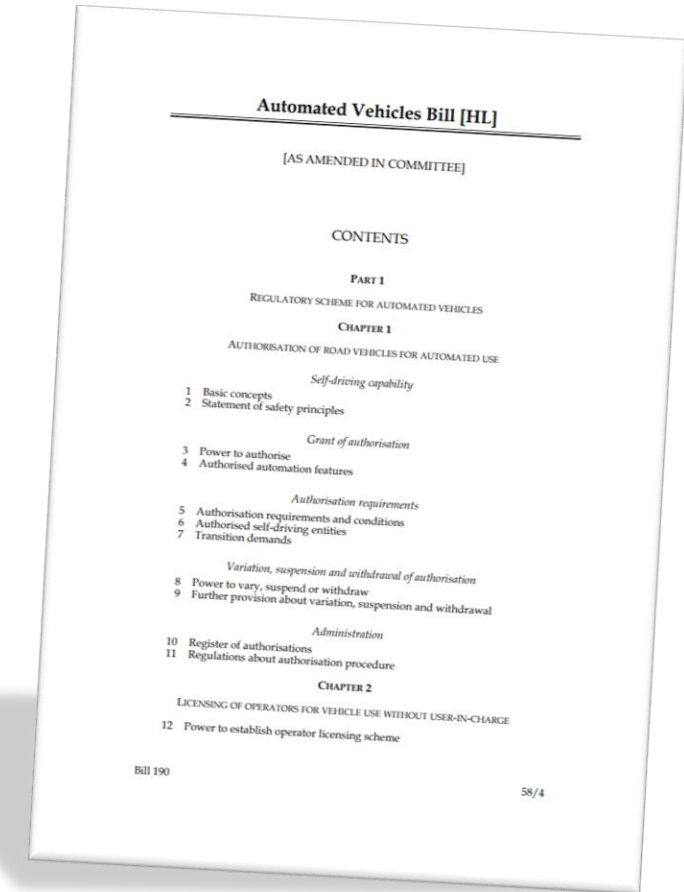 Automated Vehicles Bill [HL]
[AS AMENDED IN COMMITTEE]
CONTENTS
PART 1
REGULATORY SCHEME FOR AUTOMATED VEHICLES
CHAPTER 1
AUTHORISATION OF ROAD VEHICLES FOR AUTOMATED USE
Self-driving capability
1 Basic concepts
2 Statement of safety principles
Grant of authorisation
3 Power to authorise
4 Authorised automation features
Authorisation requirements
5 Authorisation requirements and conditions
6 Authorised self-driving entities
7 Transition demands
Variation, suspension and withdrawal of authorisation
8 Power to vary, suspend or withdraw
9 Further provision about variation, suspension and withdrawal
Administration
10 Register of authorisations
11 Regulations about authorisation procedure
CHAPTER 2
LICENSING OF OPERATORS FOR VEHICLE USE WITHOUT USER-IN-CHARGE
12 Power to establish operator licensing scheme
Bill 190
58/4